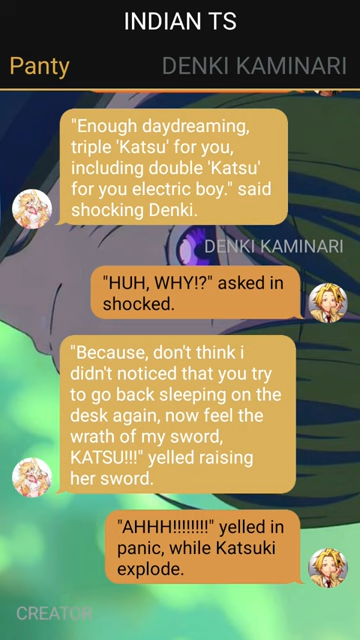 INDIAN TS
Panty
DENKI KAMINARI
"Enough daydreaming,
triple 'Katsu' for you,
including double 'Katsu'
for you electric boy." said
shocking Denki.
DENKI KAMINARI
"HUH, WHY!?" asked in
shocked.
"Because, don't think i
didn't noticed that you try
to go back sleeping on the
desk again, now feel the
wrath of my sword,
KATSU!!!" yelled raising
her sword.
"AHHH!!!!!!!!" yelled in
panic, while Katsuki
explode.
CREATOR